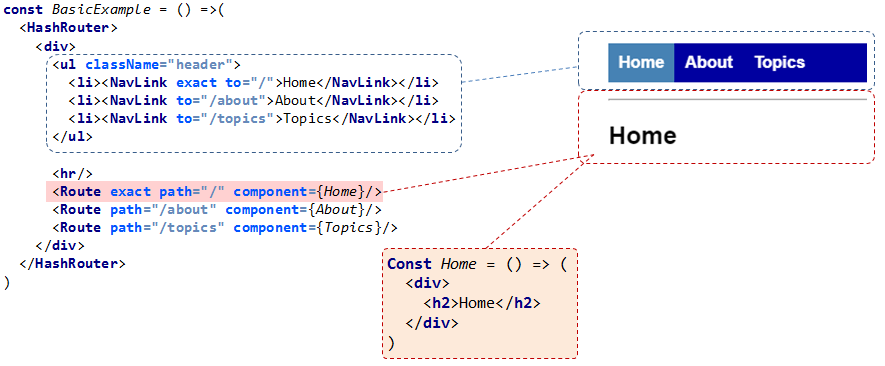 const BasicExample = () =>(
  <HashRouter>
    <div>
      <ul className="header">
        <li><NavLink exact to="/">Home</NavLink></li>
        <li><NavLink to="/about">About</NavLink></li>
        <li><NavLink to="/topics">Topics</NavLink></li>
      </ul>

      <hr/>
      <Route exact path="/" component={Home}/>
      <Route path="/about" component={About}/>
      <Route path="/topics" component={Topics}/>
    </div>
  </HashRouter>
)
Home About Topics
Home
Const Home = () => (
  <div>
    <h2>Home</h2>
  </div>
)